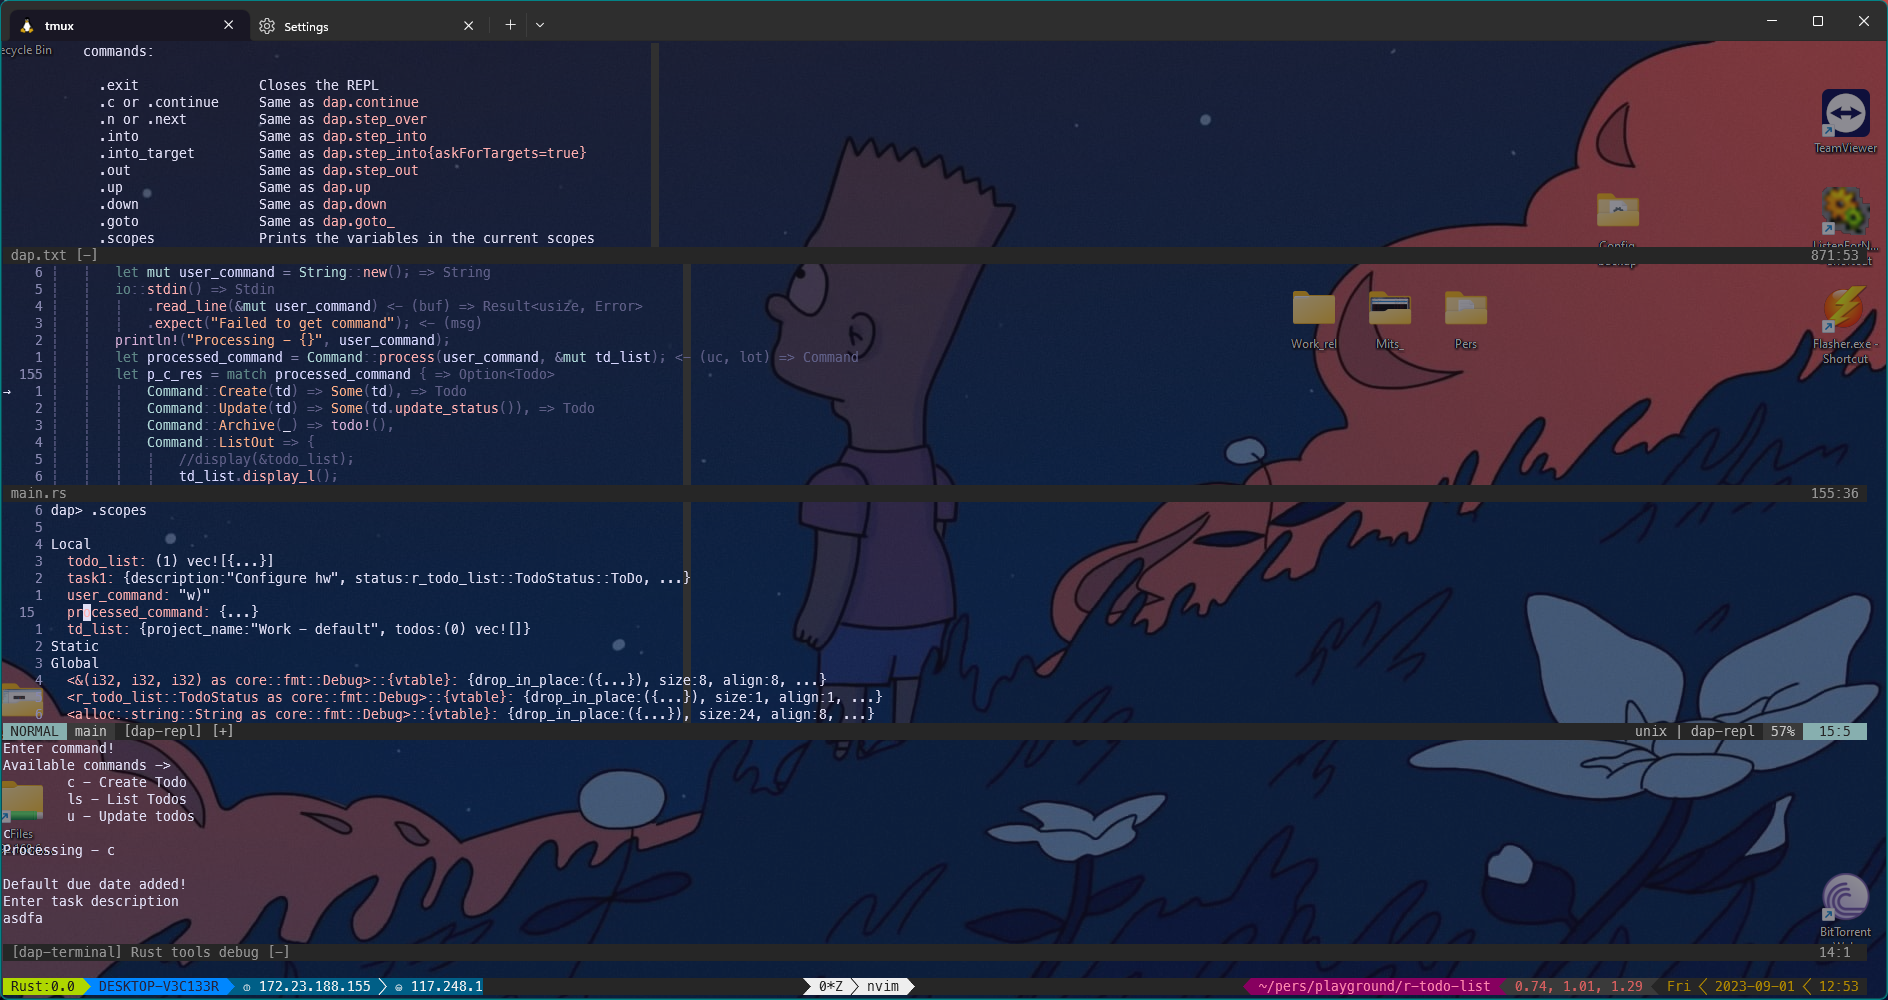 tmux
Settings
ecycle Bin
commands:
.exit Closes the REPL
.c or .continue Same as dap.continue
.n or .next Same as dap.step_over
.into Same as dap.step_into
.into_target Same as dap.step_into{askForTargets=true}
.out Same as dap.step_out
.up Same as dap.up
.down Same as dap.down
.goto Same as dap.goto_
.scopes Prints the variables in the current scopes
dap.txt [-] 871:53
6 let mut user_command = String::new(); => String
5 io::stdin() => Stdin
4 .read_line(&mut user_command) <- (buf) => Result<usize, Error>
3 .expect("Failed to get command"); <- (msg)
2 println!("Processing - {}", user_command);
1 let processed_command = Command::process(user_command, &mut td_list); <- (uc, lot) => Command
155 let p_c_res = match processed_command { => Option<Todo>
→ 1 Command::Create(td) => Some(td), => Todo
2 Command::Update(td) => Some(td.update_status()), => Todo
3 Command::Archive(_) => todo!(),
4 Command::ListOut => {
5 //display(&todo_list);
6 td_list.display_l();
main.rs 155:36
6 dap> .scopes
5
4 Local
3 todo_list: (1) vec![{...}]
2 task1: {description:"Configure hw", status:r_todo_list::TodoStatus::ToDo, ...}
1 user_command: "w)"
15 processed_command: {...}
1 td_list: {project_name:"Work - default", todos:(0) vec![]}
2 Static
3 Global
4 <&(i32, i32, i32) as core::fmt::Debug>::{vtable}: {drop_in_place:({...}), size:8, align:8, ...}
<r_todo_list::TodoStatus as core::fmt::Debug>::{vtable}: {drop_in_place:({...}), size:1, align:1, ...}
6 <alloc::string::String as core::fmt::Debug>::{vtable}: {drop_in_place:({...}), size:24, align:8, ...}
NORMAL main [dap-repl] [+] unix | dap-repl 57% 15:5
Enter command!
Available commands ->
c - Create Todo
ls - List Todos
u - Update todos
c
Files
Processing - c
Default due date added!
Enter task description
asdfa
[dap-terminal] Rust tools debug [-] 14:1
Rust:0.0 DESKTOP-V3C133R 172.23.188.155 117.248.1
0*Z nvim
~/pers/playground/r-todo-list 0.74, 1.01, 1.29 Fri 2023-09-01 12:53
TeamViewer
Config
backup
ListenForN...
Shortcut
Work_rel
Mits_
Pers
Flasher.exe -
Shortcut
BitTorrent